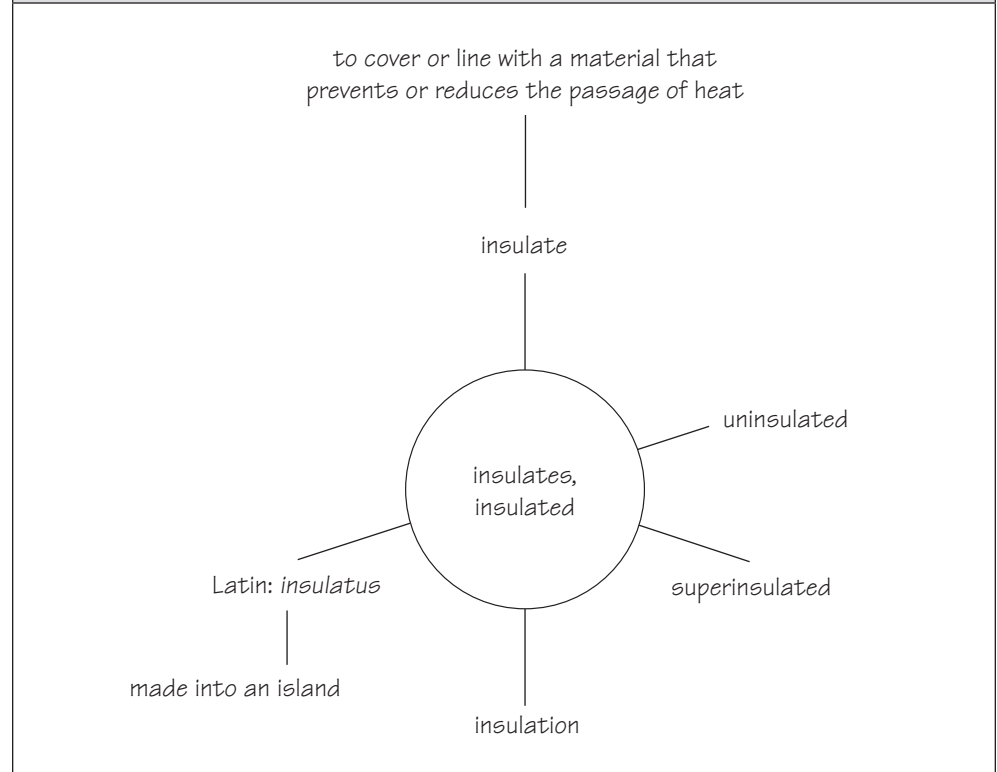 to cover or line with a material that
prevents or reduces the passage of heat
insulate
uninsulated
insulates,
insulated
Latin: insulatus
superinsulated
made into an island
insulation